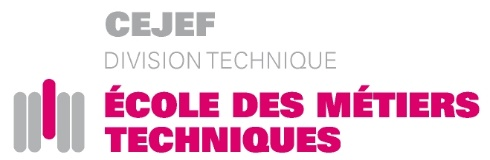 CEJEF
DIVISION TECHNIQUE
ÉCOLE DES MÉTIERS
TECHNIQUES